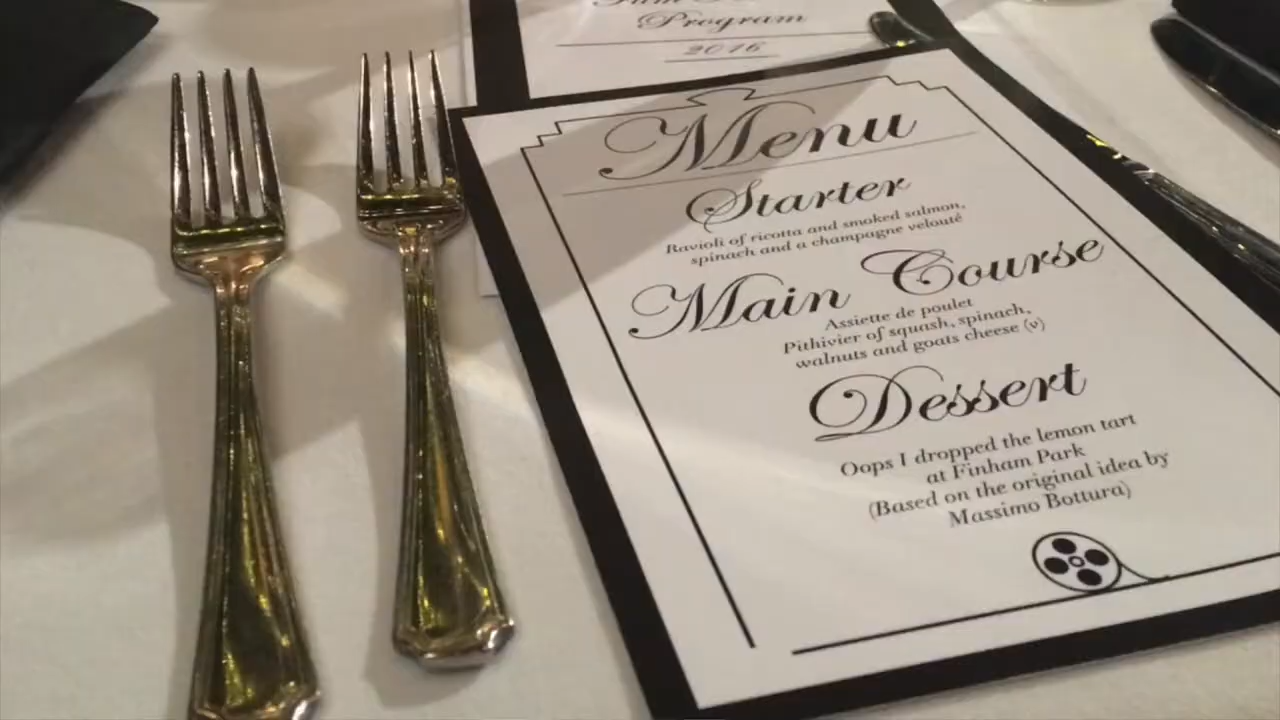 Program
2016
Menu
Starter
Ravioli of ricotta and smoked salmon,
spinach and a champagne velouté
Main Course
Assiette de poulet
Pithivier of squash, spinach,
walnuts and goats cheese (v)
Dessert
Oops I dropped the lemon tart
at Finham Park
(Based on the original idea by
Massimo Bottura)